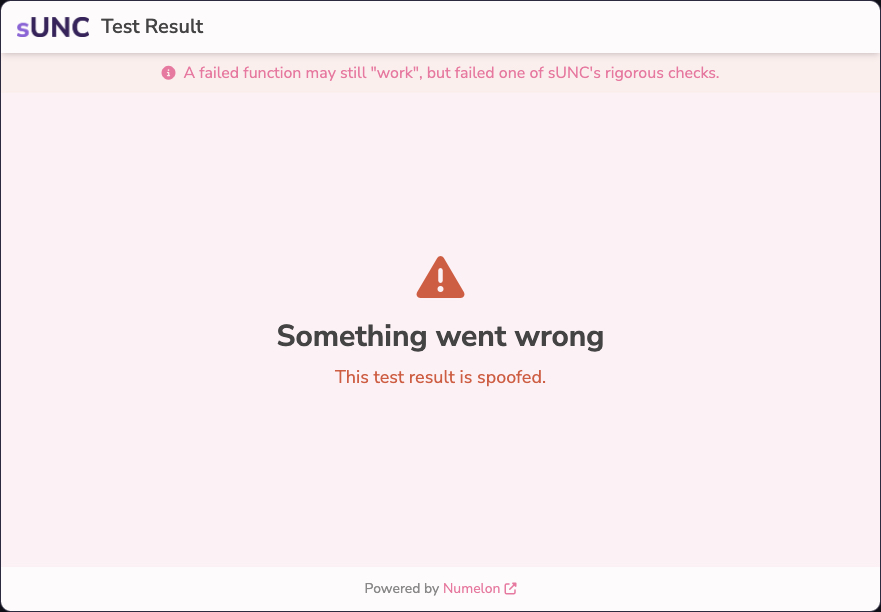 sUNC Test Result
A failed function may still "work", but failed one of sUNC's rigorous checks.
Something went wrong
This test result is spoofed.
Powered by Numelon